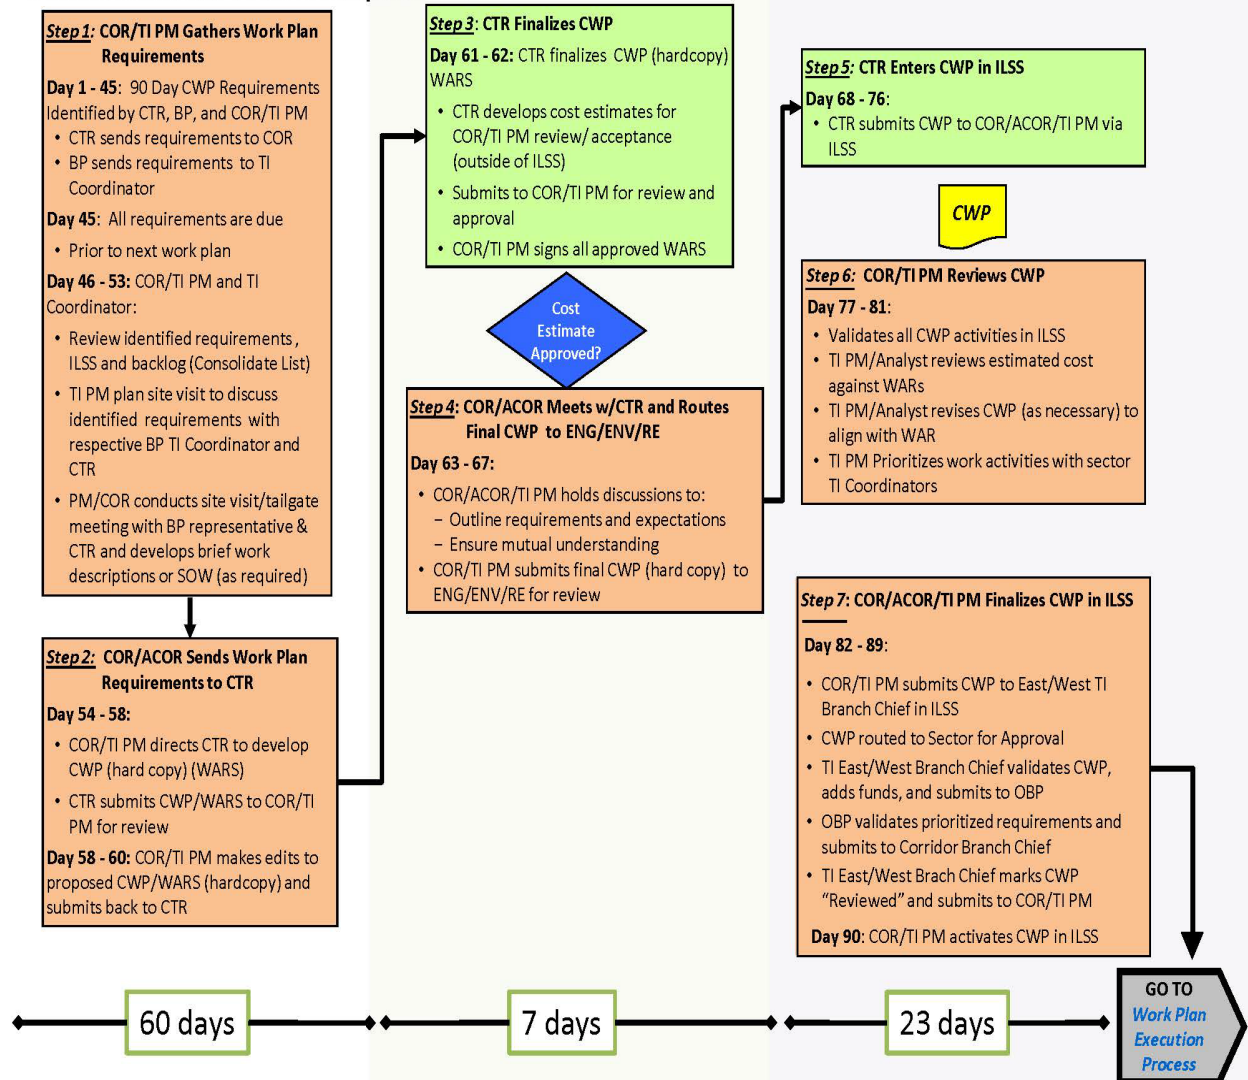 Step 1: COR/TI PM Gathers Work Plan
Requirements
Day 1 - 45: 90 Day CWP Requirements
Identified by CTR, BP, and COR/TI PM
• CTR sends requirements to COR
• BP sends requirements to TI
Coordinator
Day 45: All requirements are due
• Prior to next work plan
Day 46 - 53: COR/TI PM and TI
Coordinator:
• Review identified requirements ,
ILSS and backlog (Consolidate List)
• TI PM plan site visit to discuss
identified requirements with
respective BP TI Coordinator and
CTR
• PM/COR conducts site visit/tailgate
meeting with BP representative &
CTR and develops brief work
descriptions or SOW (as required)
Step 2: COR/ACOR Sends Work Plan
Requirements to CTR
Day 54 - 58:
• COR/TI PM directs CTR to develop
CWP (hard copy) (WARS)
• CTR submits CWP/WARS to COR/TI
PM for review
Day 58 - 60: COR/TI PM makes edits to
proposed CWP/WARS (hardcopy) and
submits back to CTR
Step 3: CTR Finalizes CWP
Day 61 - 62: CTR finalizes CWP (hardcopy)
WARS
• CTR develops cost estimates for
COR/TI PM review/ acceptance
(outside of ILSS)
• Submits to COR/TI PM for review and
approval
• COR/TI PM signs all approved WARS
Cost
Estimate
Approved?
Step 4: COR/ACOR Meets w/CTR and Routes
Final CWP to ENG/ENV/RE
Day 63 - 67:
• COR/ACOR/TI PM holds discussions to:
– Outline requirements and expectations
– Ensure mutual understanding
• COR/TI PM submits final CWP (hard copy) to
ENG/ENV/RE for review
Step 5: CTR Enters CWP in ILSS
Day 68 - 76:
• CTR submits CWP to COR/ACOR/TI PM via
ILSS
CWP
Step 6: COR/TI PM Reviews CWP
Day 77 - 81:
• Validates all CWP activities in ILSS
• TI PM/Analyst reviews estimated cost
against WARs
• TI PM/Analyst revises CWP (as necessary) to
align with WAR
• TI PM Prioritizes work activities with sector
TI Coordinators
Step 7: COR/ACOR/TI PM Finalizes CWP in ILSS
Day 82 - 89:
• COR/TI PM submits CWP to East/West TI
Branch Chief in ILSS
• CWP routed to Sector for Approval
• TI East/West Branch Chief validates CWP,
adds funds, and submits to OBP
• OBP validates prioritized requirements and
submits to Corridor Branch Chief
• TI East/West Brach Chief marks CWP
“Reviewed” and submits to COR/TI PM
Day 90: COR/TI PM activates CWP in ILSS
60 days
7 days
23 days
GO TO
Work Plan
Execution
Process